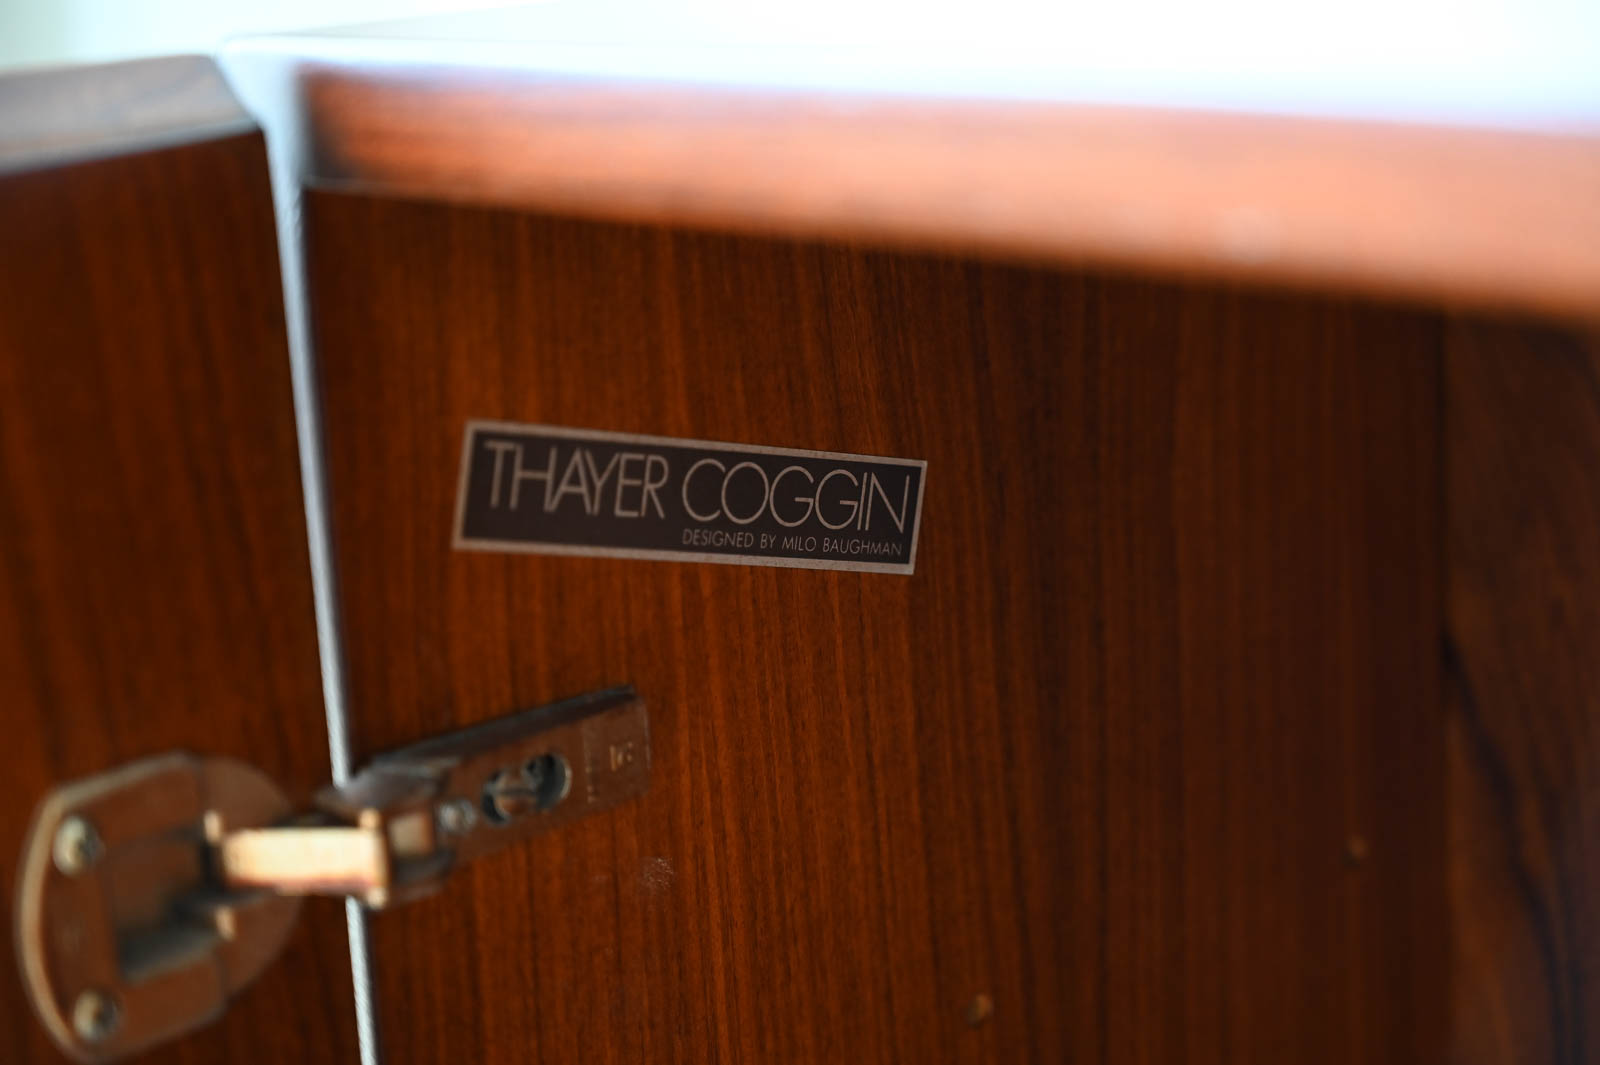 THAYER COGGIN
DESIGNED BY MILO BAUGHMAN